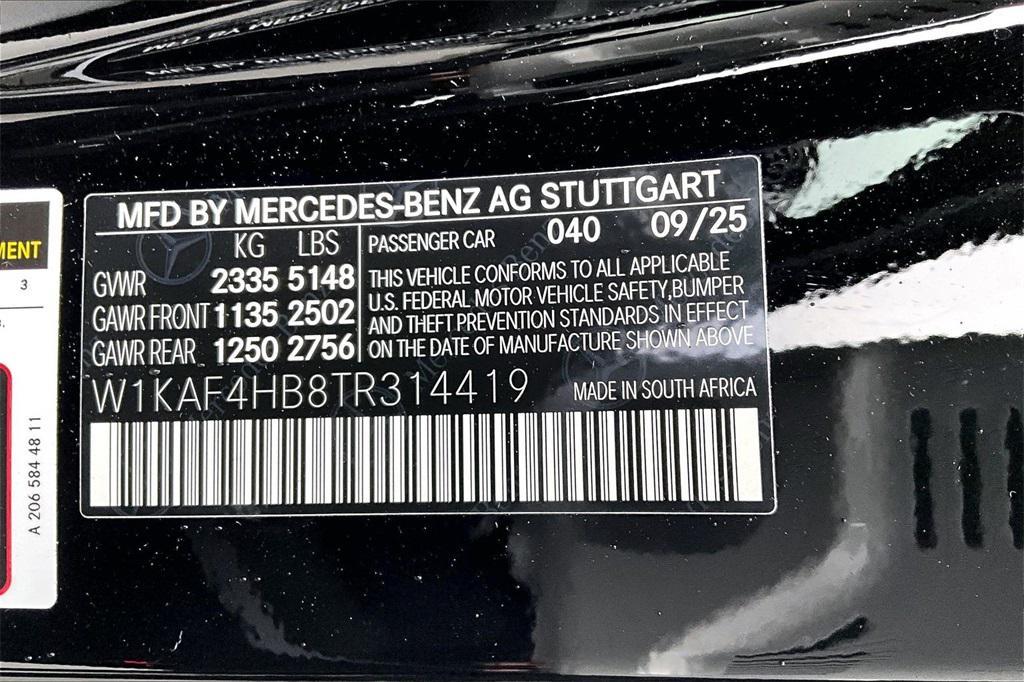 MFD BY MERCEDES-BENZ AG STUTTGART
KG LBS
GVWR 2335 5148
GAWR FRONT 1135 2502
GAWR REAR 1250 2756
PASSENGER CAR 040 09/25
THIS VEHICLE CONFORMS TO ALL APPLICABLE
U.S. FEDERAL MOTOR VEHICLE SAFETY,BUMPER
AND THEFT PREVENTION STANDARDS IN EFFECT
ON THE DATE OF MANUFACTURE SHOWN ABOVE
W1KAF4HB8TR314419
MADE IN SOUTH AFRICA
MENT
3
A 206 584 48 11